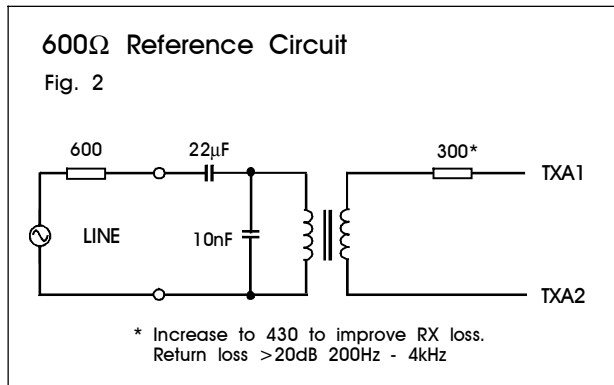 600Ω Reference Circuit
Fig. 2
600
22µF
300*
TXA1
LINE
10nF
TXA2
* Increase to 430 to improve RX loss.
Return loss >20dB 200Hz - 4kHz